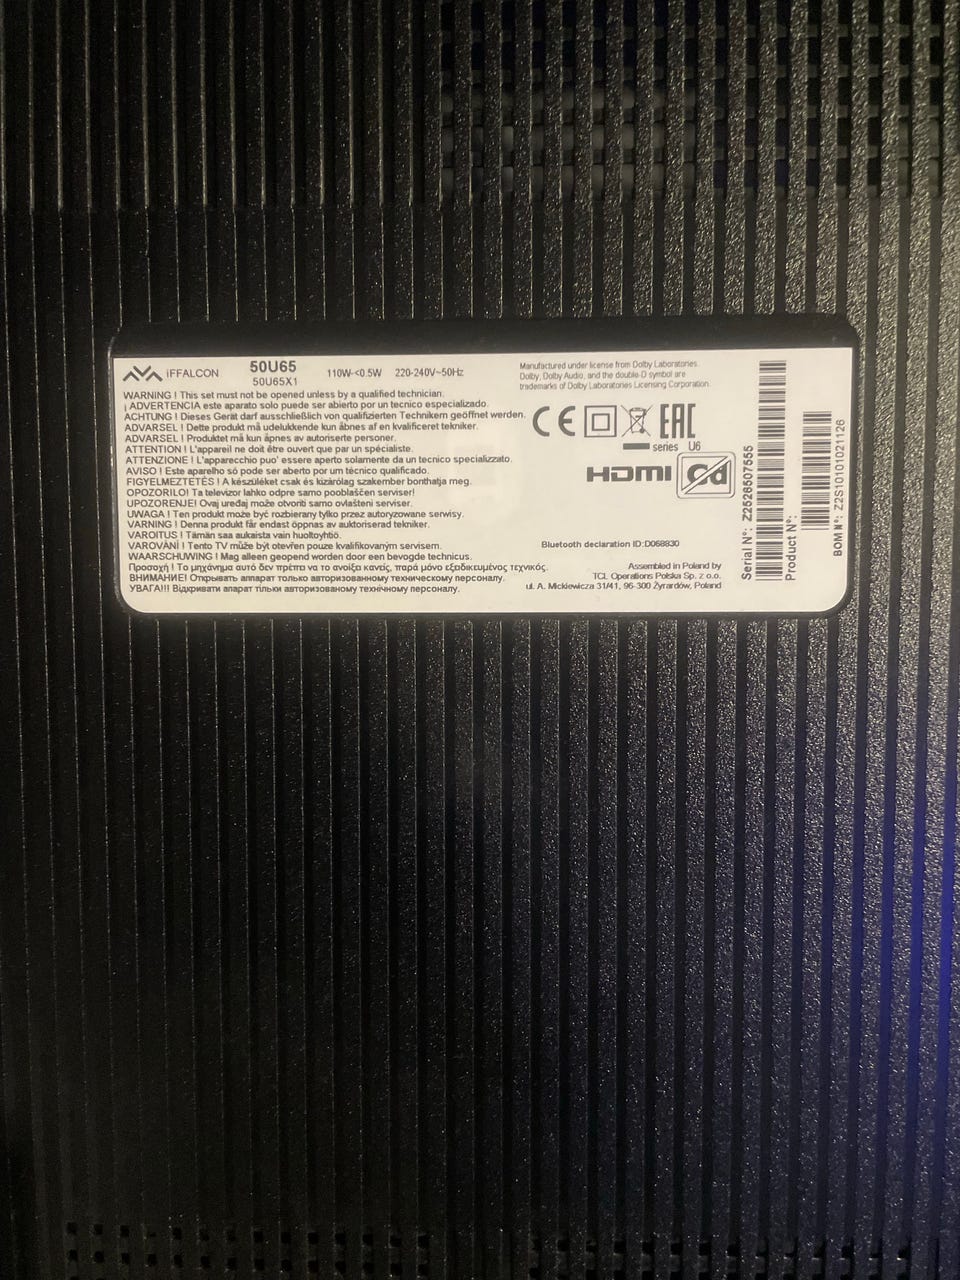 iFFALCON 50U65 110W~<0.5W 220-240V~50Hz
50U65X1
WARNING ! This set must not be opened unless by a qualified technician.
¡ ADVERTENCIA este aparato solo puede ser abierto por un tecnico especializado.
ACHTUNG ! Dieses Gerät darf ausschließlich von qualifizierten Technikern geöffnet werden.
ADVARSEL ! Dette produkt må udelukkende kun åbnes af en kvalificeret tekniker.
ADVARSEL ! Produktet må kun åpnes av autoriserte personer.
ATTENTION ! L'appareil ne doit être ouvert que par un spécialiste.
ATTENZIONE ! L'apparecchio puo' essere aperto solamente da un tecnico specializzato.
AVISO ! Este aparelho só pode ser aberto por um técnico qualificado.
FIGYELMEZTETÉS ! A készüléket csak és kizárólag szakember bonthatja meg.
OPOZORILO! Ta televizor lahko odpre samo pooblaščen serviser!
UPOZORENJE! Ovaj uređaj može otvoriti samo ovlašteni serviser.
UWAGA ! Ten produkt może być rozbierany tylko przez autoryzowane serwisy.
VARNING ! Denna produkt får endast öppnas av auktoriserad tekniker.
VAROITUS ! Tämän saa aukaista vain huoltoyhtiö.
VAROVÁNÍ ! Tento TV může být otevřen pouze kvalifikovaným servisem.
WAARSCHUWING ! Mag alleen geopend worden door een bevoegde technicus.
Προσοχή ! Το μηχάνημα αυτό δεν πρέπει να το ανοίξει κανείς, παρά μόνο εξειδικευμένος τεχνικός.
ВНИМАНИЕ! Открывать аппарат только авторизованному техническому персоналу.
УВАГА!!! Відкривати апарат тільки авторизованому технічному персоналу.
Manufactured under license from Dolby Laboratories.
Dolby, Dolby Audio, and the double-D symbol are
trademarks of Dolby Laboratories Licensing Corporation.
CE EAC
series U6
HDMI Cd
Bluetooth declaration ID:D068830
Assembled in Poland by
TCL Operations Polska Sp. z o.o.
ul. A. Mickiewicza 31/41, 96-300 Żyrardów, Poland
Serial N°: Z2526507555
Product N°:
BOM N°: Z2S10101021126